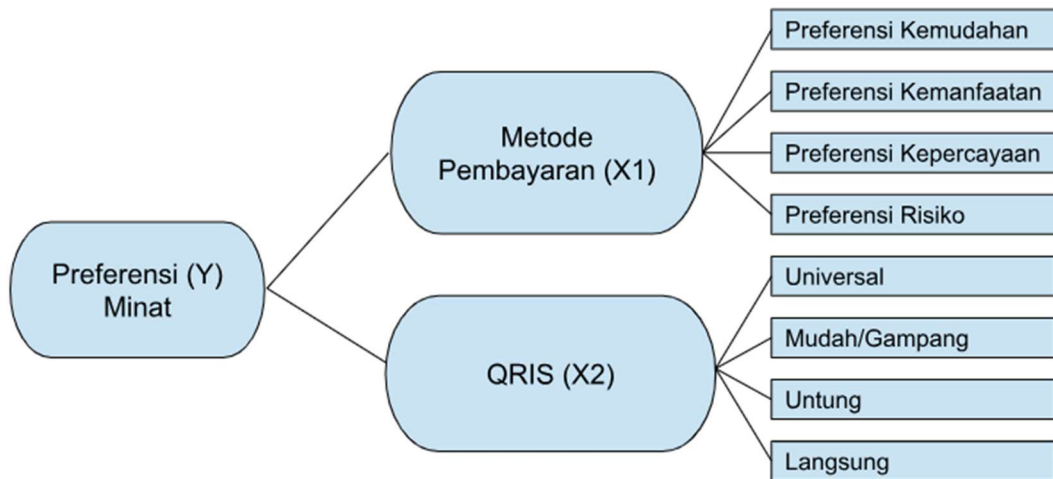 Preferensi (Y)
Minat
Metode
Pembayaran (X1)
Preferensi Kemudahan
Preferensi Kemanfaatan
Preferensi Kepercayaan
Preferensi Risiko
QRIS (X2)
Universal
Mudah/Gampang
Untung
Langsung